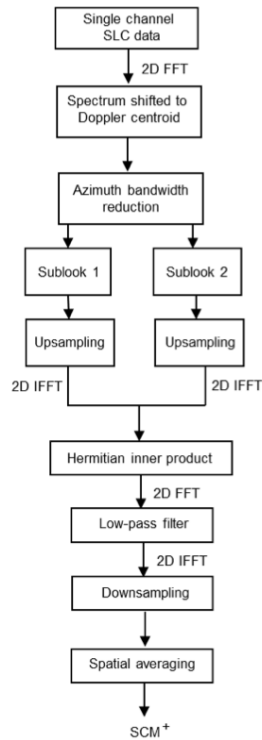 Single channel
SLC data
2D FFT
Spectrum shifted to
Doppler centroid
Azimuth bandwidth
reduction
Sublook 1
Sublook 2
Upsampling
Upsampling
2D IFFT
2D IFFT
Hermitian inner product
2D FFT
Low-pass filter
2D IFFT
Downsampling
Spatial averaging
SCM⁺